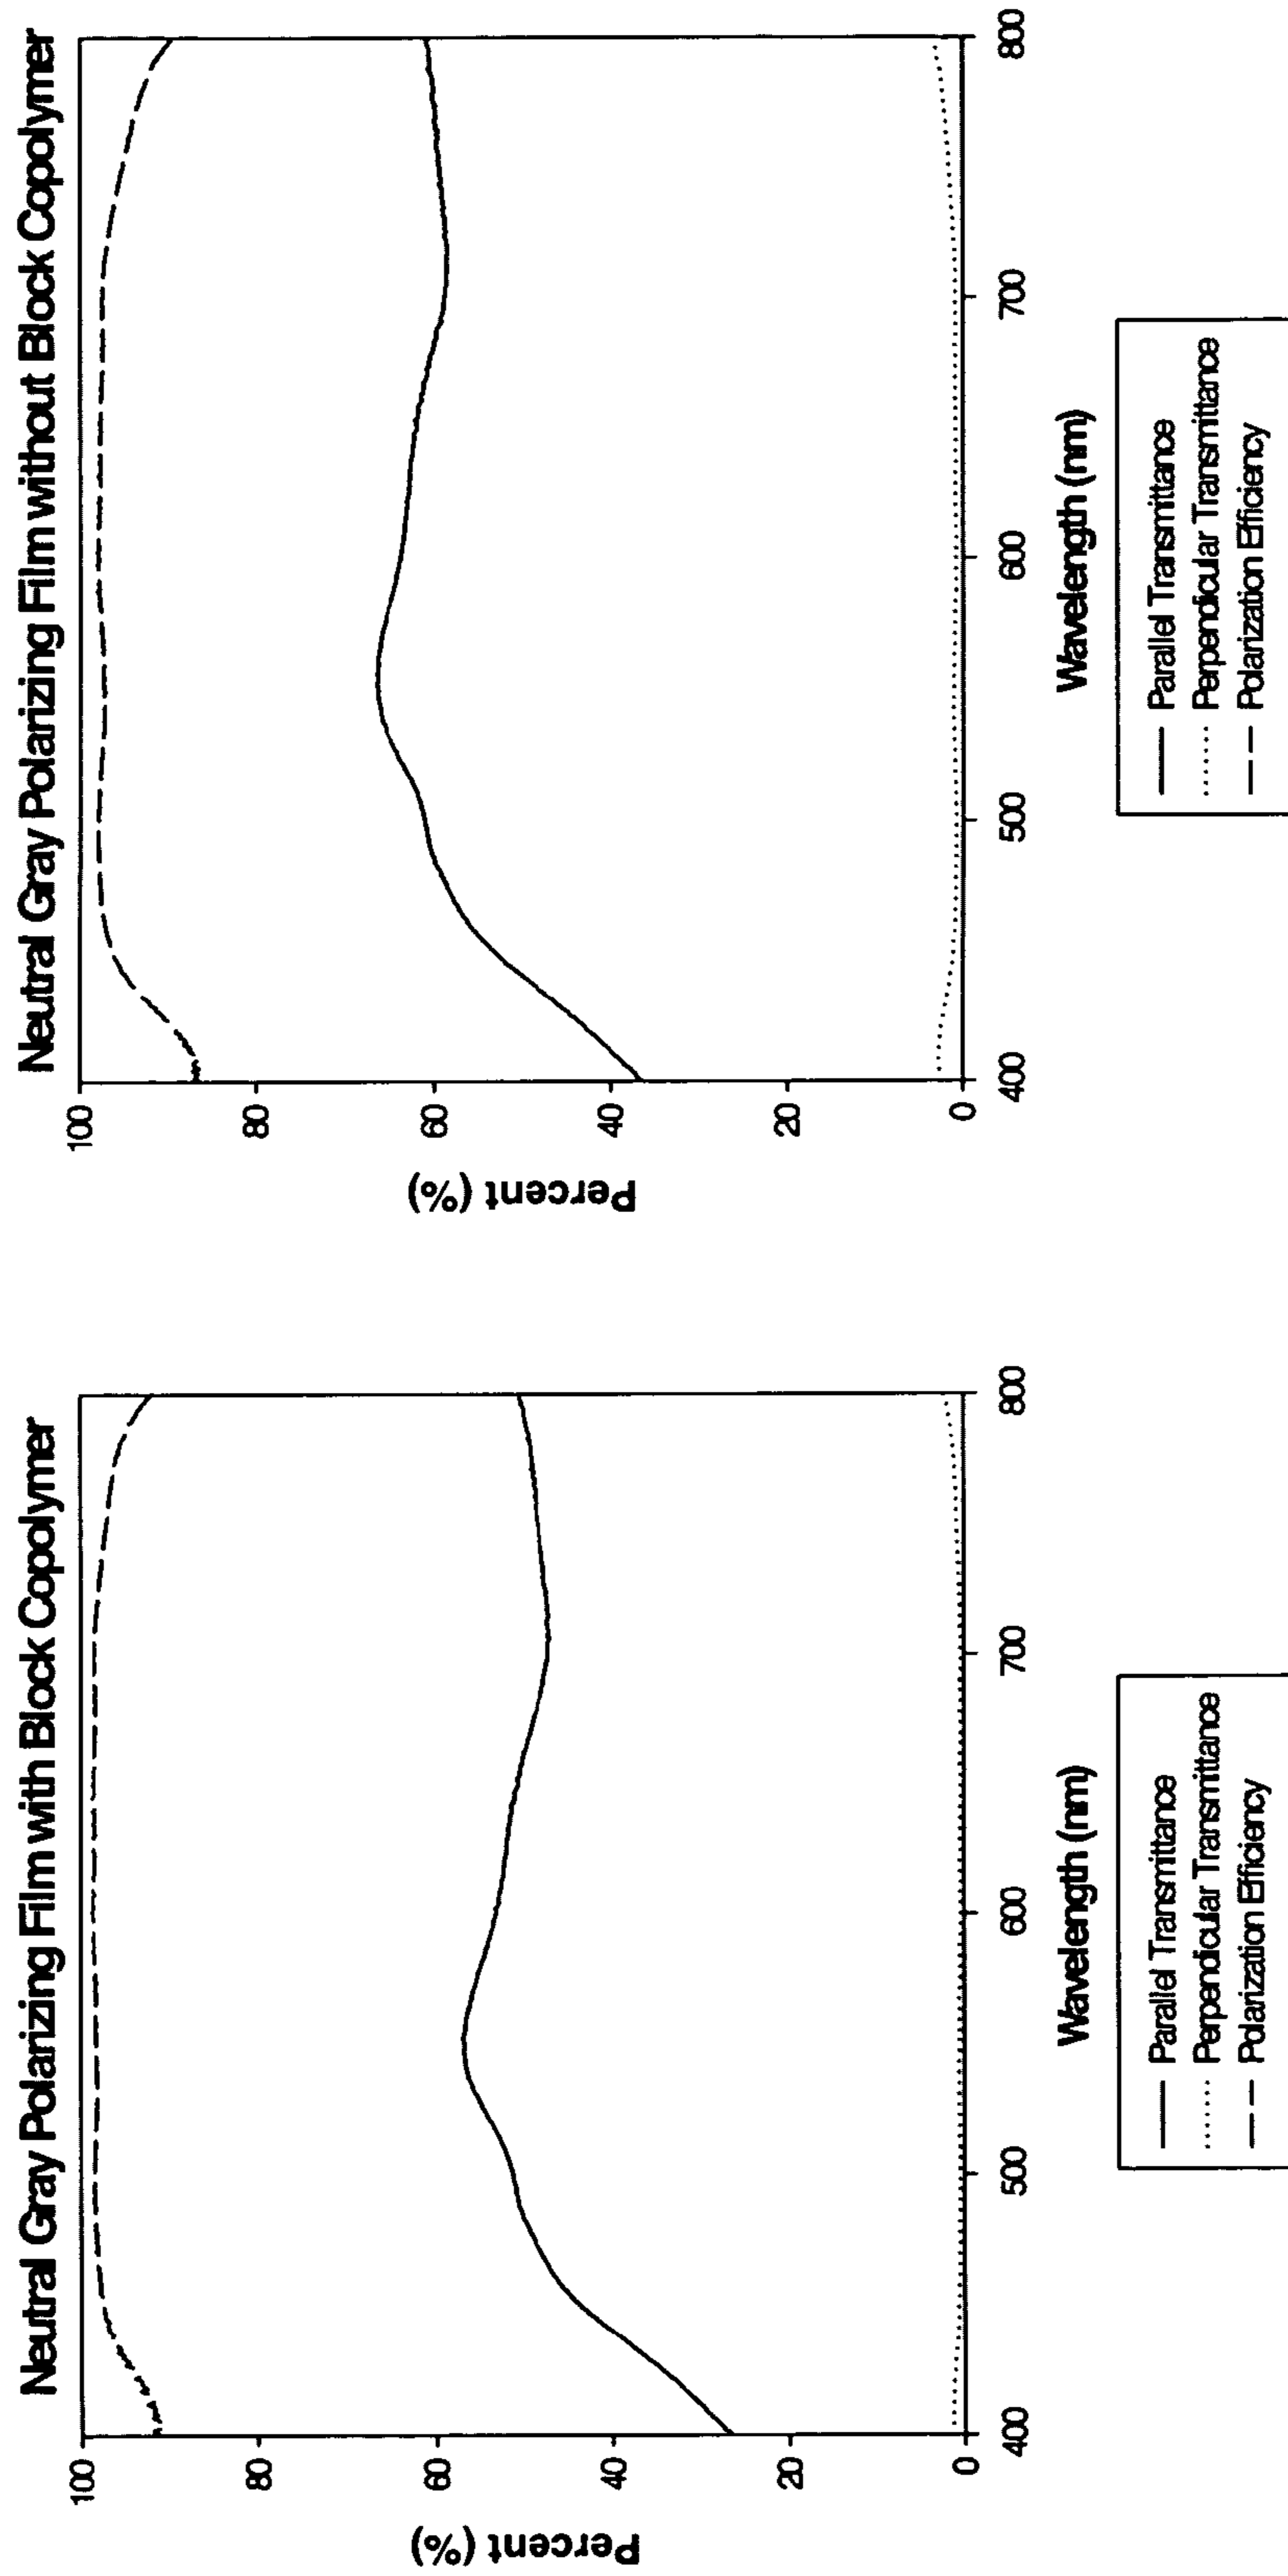 Neutral Gray Polarizing Film with Block Copolymer
Percent (%)
100
80
60
40
20
0
400
500
600
700
800
Wavelength (nm)
Parallel Transmittance
Perpendicular Transmittance
Polarization Efficiency
Neutral Gray Polarizing Film without Block Copolymer
Percent (%)
100
80
60
40
20
0
400
500
600
700
800
Wavelength (nm)
Parallel Transmittance
Perpendicular Transmittance
Polarization Efficiency